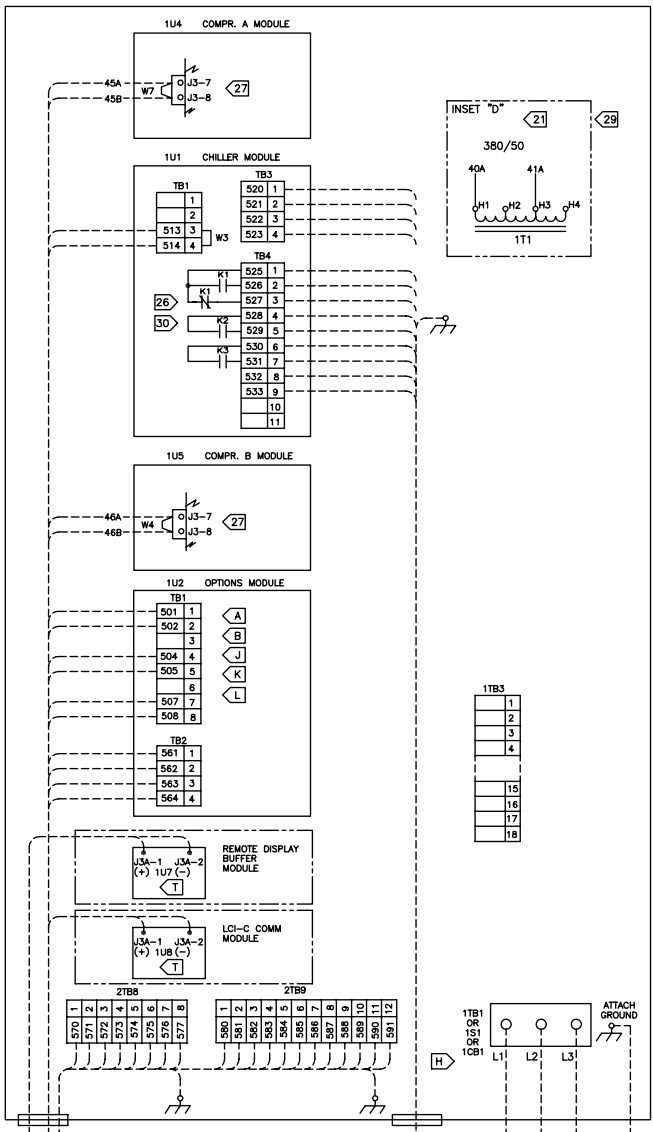 1U4 COMPR. A MODULE
45A
45B
W7
J3-7
J3-8
27
INSET "D"
21
29
380/50
40A 41A
H1 H2 H3 H4
1T1
1U1 CHILLER MODULE
TB1
1
2
513 3
514 4
W3
TB3
520 1
521 2
522 3
523 4
TB4
525 1
526 2
527 3
528 4
529 5
530 6
531 7
532 8
533 9
10
11
K1
K1
K2
K3
26
30
1U5 COMPR. B MODULE
46A
46B
W4
J3-7
J3-8
27
1U2 OPTIONS MODULE
TB1
501 1
502 2
3
504 4
505 5
6
507 7
508 8
A
B
J
K
L
TB2
561 1
562 2
563 3
564 4
1TB3
1
2
3
4
15
16
17
18
J3A-1 J3A-2
(+) 1U7 (-)
T
REMOTE DISPLAY
BUFFER
MODULE
J3A-1 J3A-2
(+) 1U8 (-)
T
LCI-C COMM
MODULE
2TB8
1 2 3 4 5 6 7 8
570 571 572 573 574 575 576 577
2TB9
1 2 3 4 5 6 7 8 9 10 11 12
580 581 582 583 584 585 586 587 588 589 590 591
H
1TB1
OR
1S1
OR
1CB1
L1 L2 L3
ATTACH
GROUND